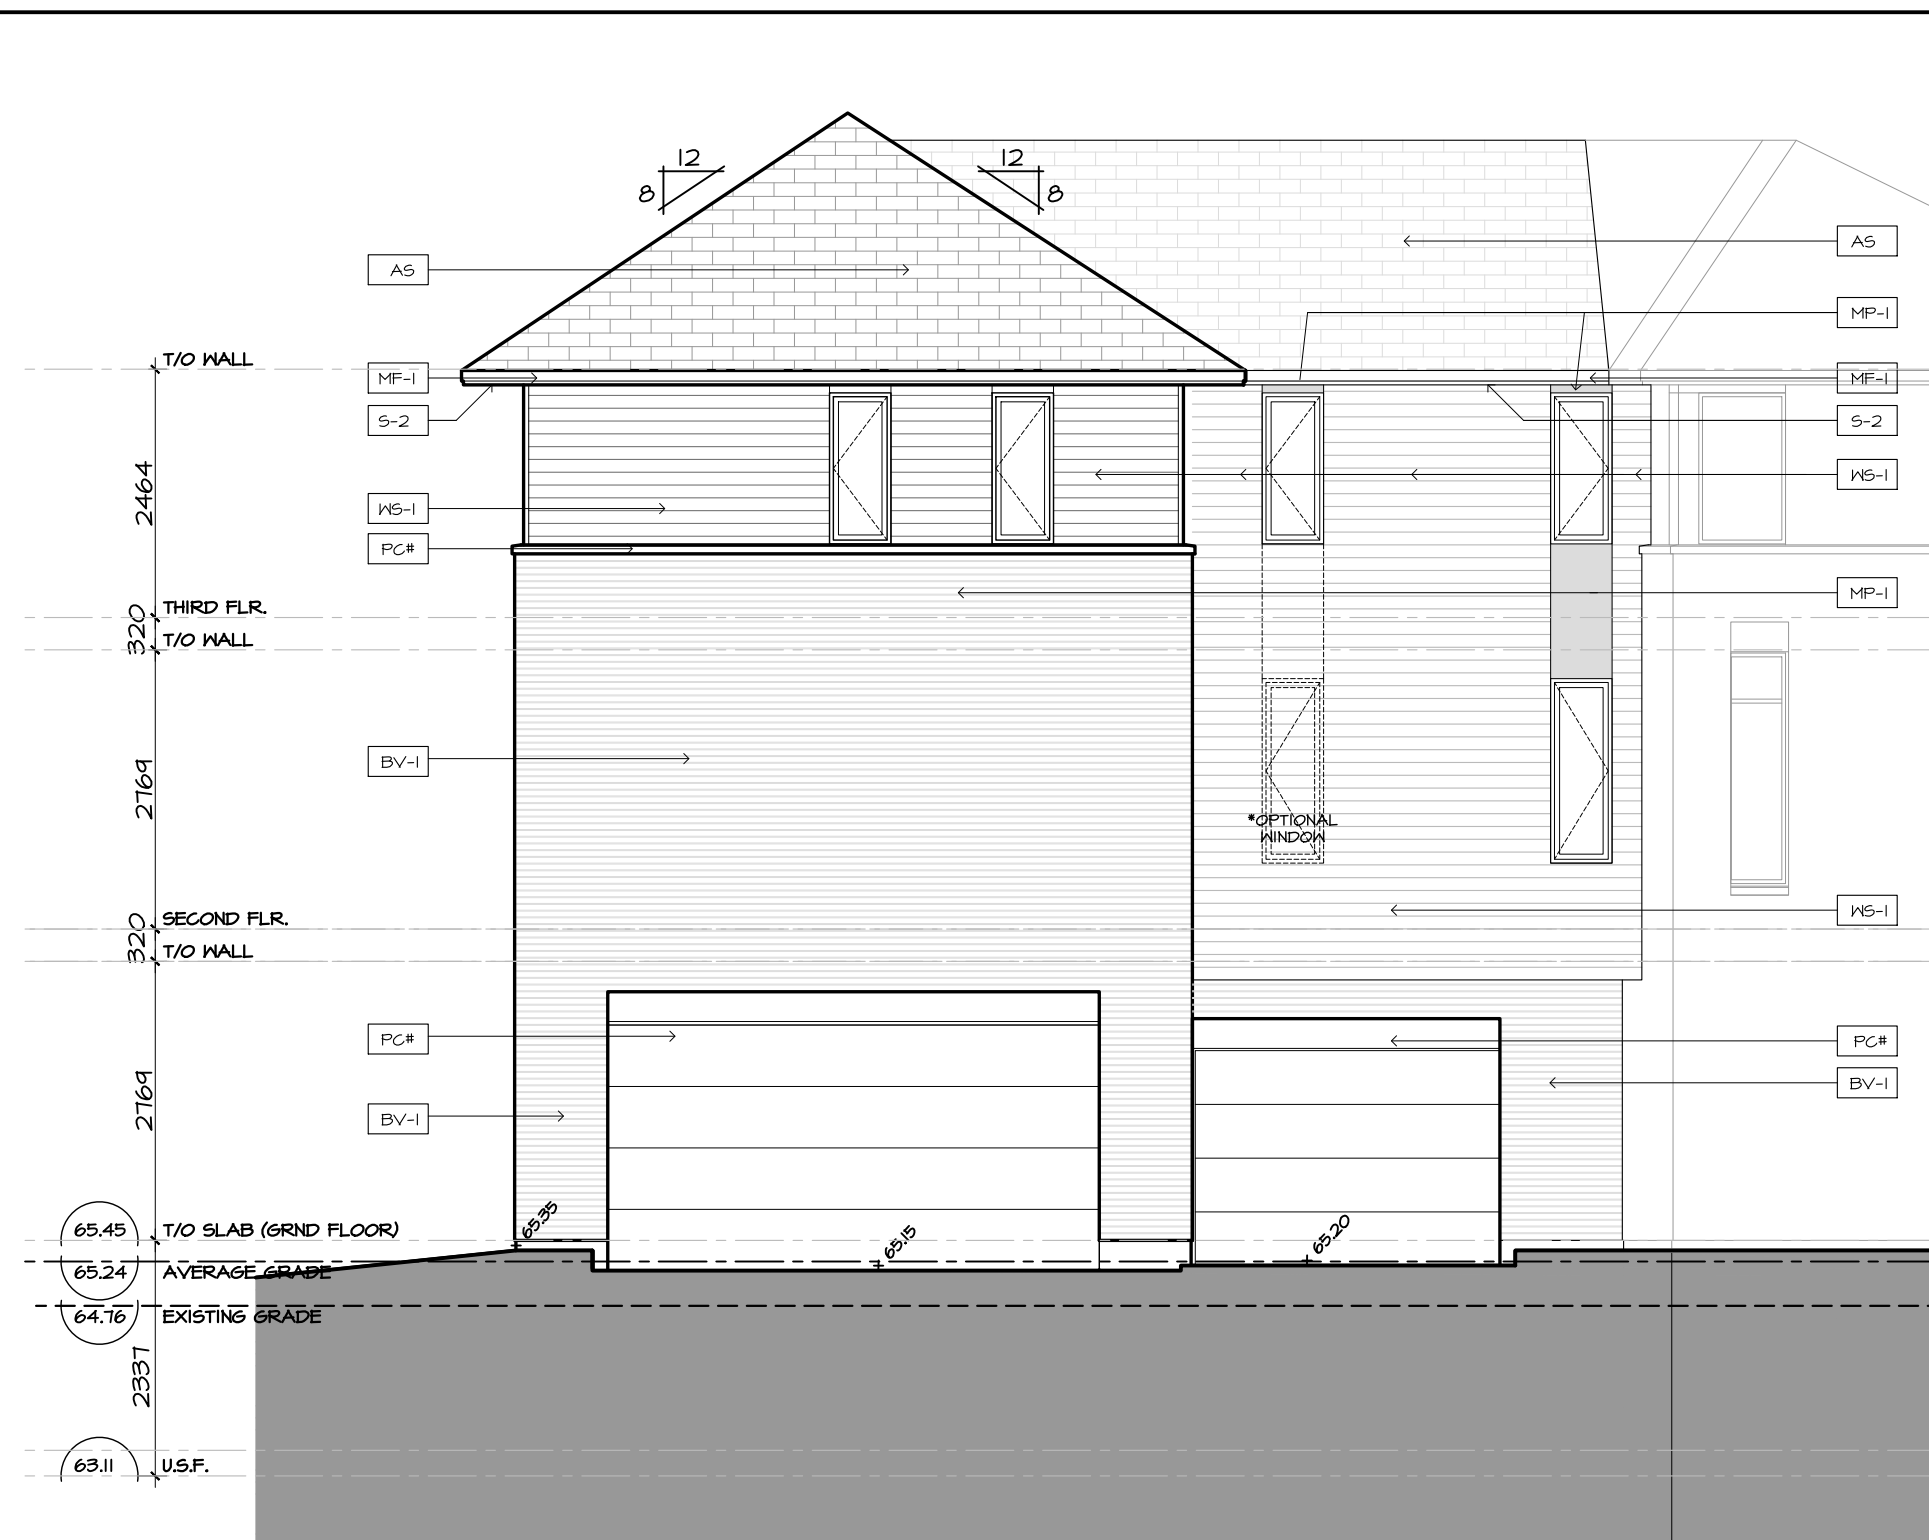 12
12
8
8
AS
AS
MP-1
T/O WALL
MF-1
MF-1
S-2
S-2
2464
WS-1
WS-1
PC#
MP-1
THIRD FLR.
320
T/O WALL
BV-1
2769
*OPTIONAL
WINDOW
WS-1
SECOND FLR.
320
T/O WALL
PC#
PC#
2769
BV-1
BV-1
65.35
65.15
65.20
65.45 T/O SLAB (GRND FLOOR)
65.24 AVERAGE GRADE
64.76 EXISTING GRADE
2337
63.11 U.S.F.